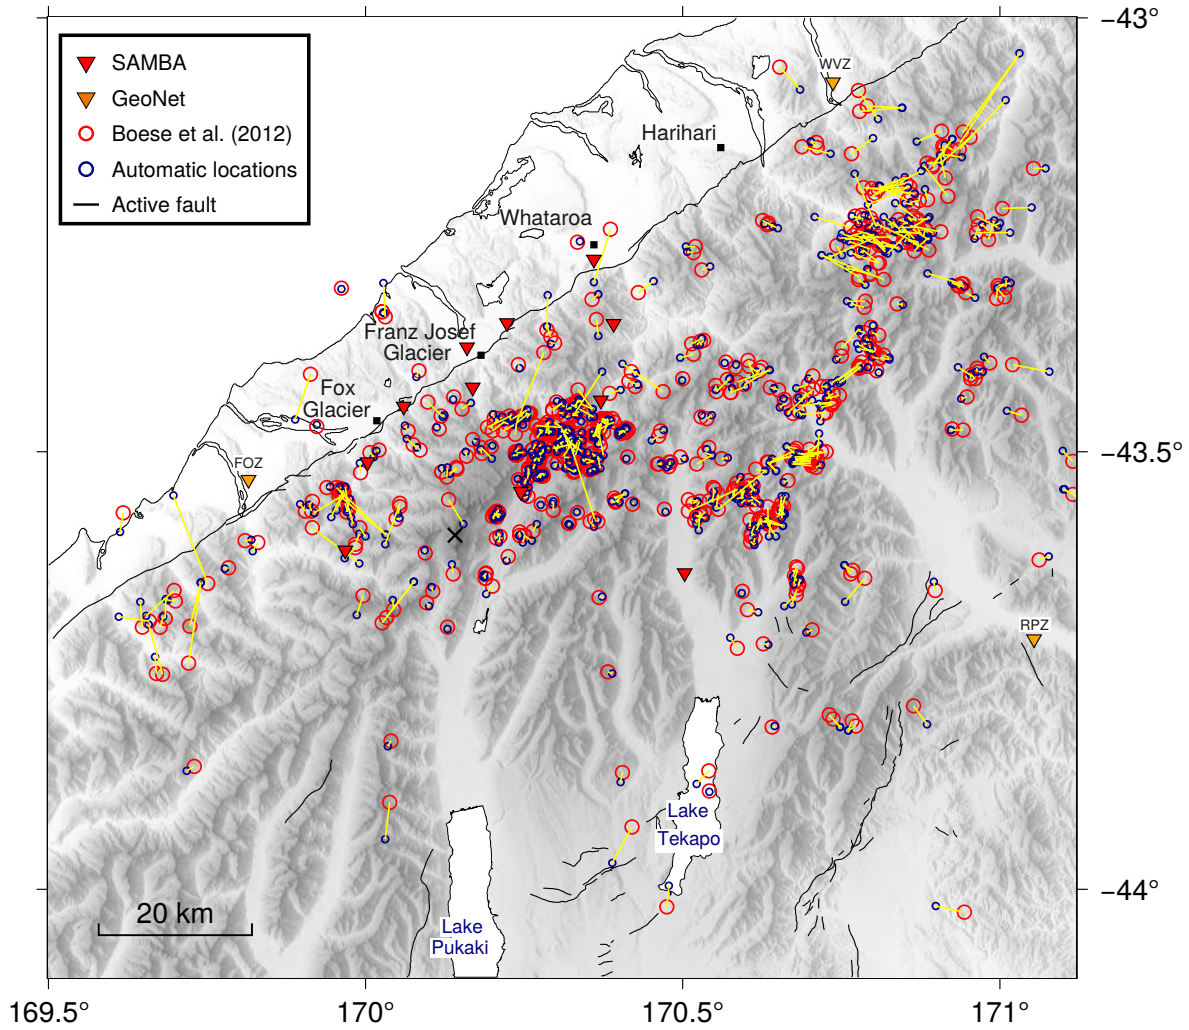 SAMBA
GeoNet
Boese et al. (2012)
Automatic locations
Active fault
WVZ
Harihari
Whataroa
Franz Josef
Glacier
Fox
Glacier
FOZ
RPZ
Lake
Tekapo
Lake
Pukaki
20 km
−43°
−43.5°
−44°
169.5°
170°
170.5°
171°